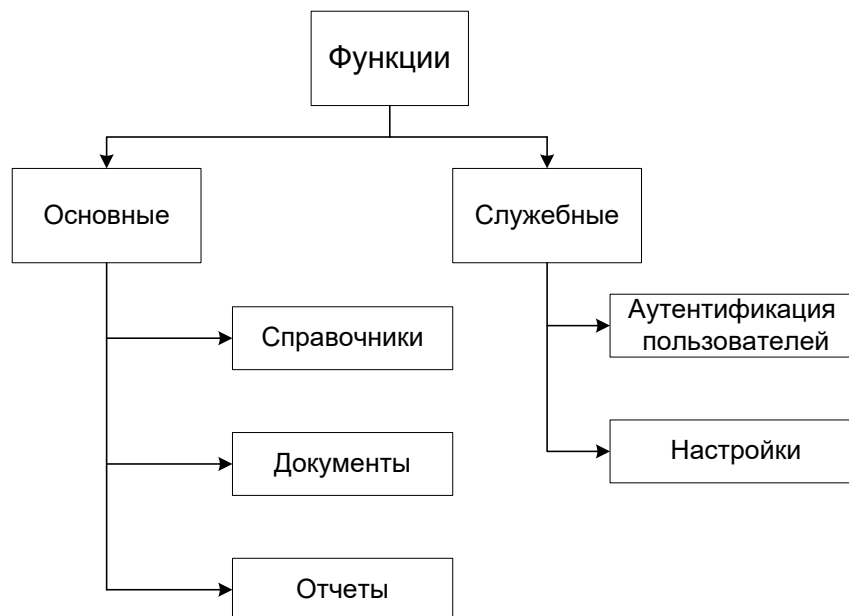 Функции
Основные
Служебные
Справочники
Аутентификация
пользователей
Документы
Настройки
Отчеты